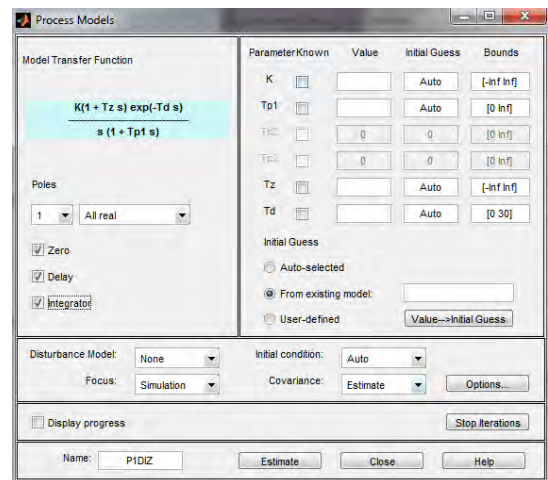 Process Models
Model Transfer Function
K(1 + Tz s) exp(-Td s)
s (1 + Tp1 s)
Poles
1 All real
Zero
Delay
Integrator
Parameter Known Value Initial Guess Bounds
K Auto [-Inf Inf]
Tp1 Auto [0 Inf]
Tp2 0 0 [0 Inf]
Tp3 0 0 [0 Inf]
Tz Auto [-Inf Inf]
Td Auto [0 30]
Initial Guess
Auto-selected
From existing model:
User-defined Value-->Initial Guess
Disturbance Model: None Initial condition: Auto
Focus: Simulation Covariance: Estimate Options...
Display progress Stop Iterations
Name: P1DIZ Estimate Close Help